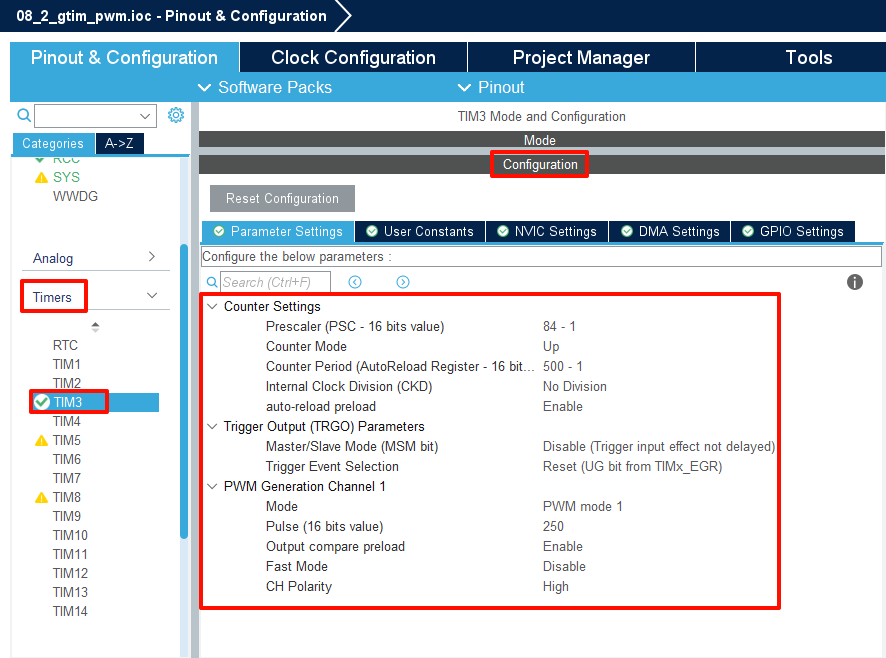 08_2_gtim_pwm.ioc - Pinout & Configuration
Pinout & Configuration Clock Configuration Project Manager Tools
Software Packs Pinout
Categories A->Z
RCC
SYS
WWDG
Analog
Timers
RTC
TIM1
TIM2
TIM3
TIM4
TIM5
TIM6
TIM7
TIM8
TIM9
TIM10
TIM11
TIM12
TIM13
TIM14
TIM3 Mode and Configuration
Mode
Configuration
Reset Configuration
Parameter Settings User Constants NVIC Settings DMA Settings GPIO Settings
Configure the below parameters :
Search (Ctrl+F)
Counter Settings
Prescaler (PSC - 16 bits value) 84 - 1
Counter Mode Up
Counter Period (AutoReload Register - 16 bit... 500 - 1
Internal Clock Division (CKD) No Division
auto-reload preload Enable
Trigger Output (TRGO) Parameters
Master/Slave Mode (MSM bit) Disable (Trigger input effect not delayed)
Trigger Event Selection Reset (UG bit from TIMx_EGR)
PWM Generation Channel 1
Mode PWM mode 1
Pulse (16 bits value) 250
Output compare preload Enable
Fast Mode Disable
CH Polarity High